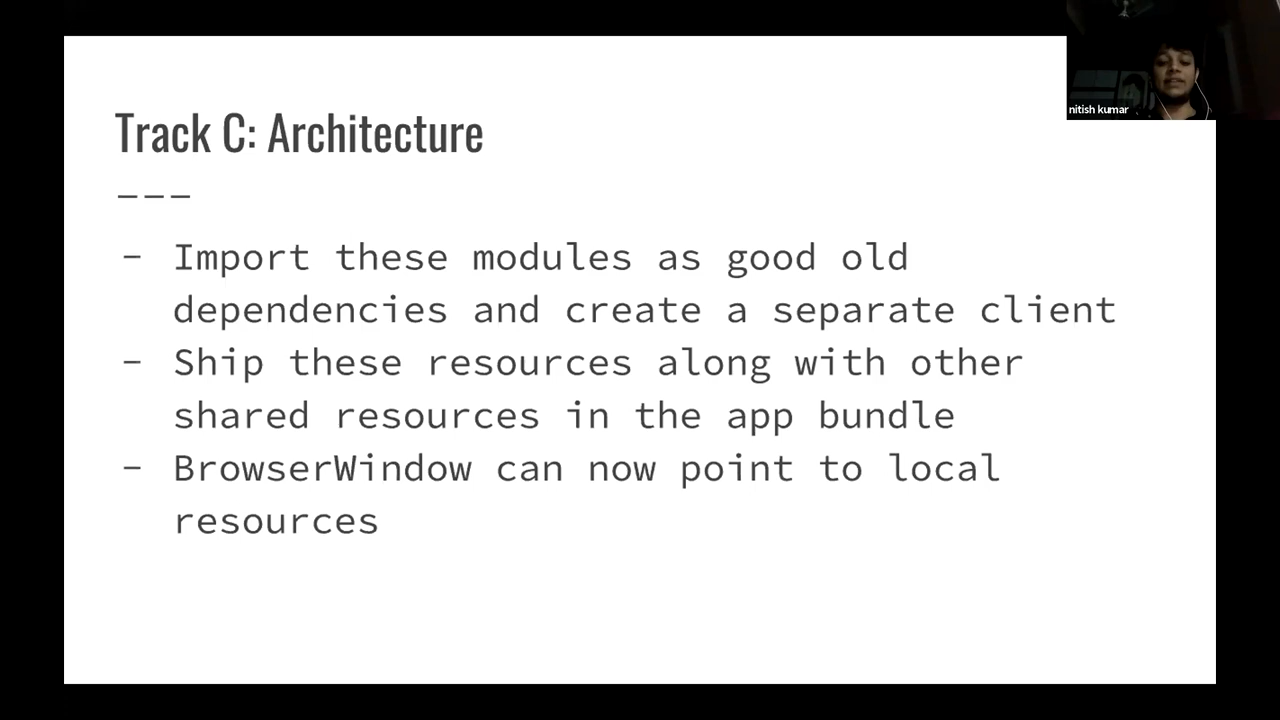 nitish kumar
Track C: Architecture
———
- Import these modules as good old
dependencies and create a separate client
- Ship these resources along with other
shared resources in the app bundle
- BrowserWindow can now point to local
resources